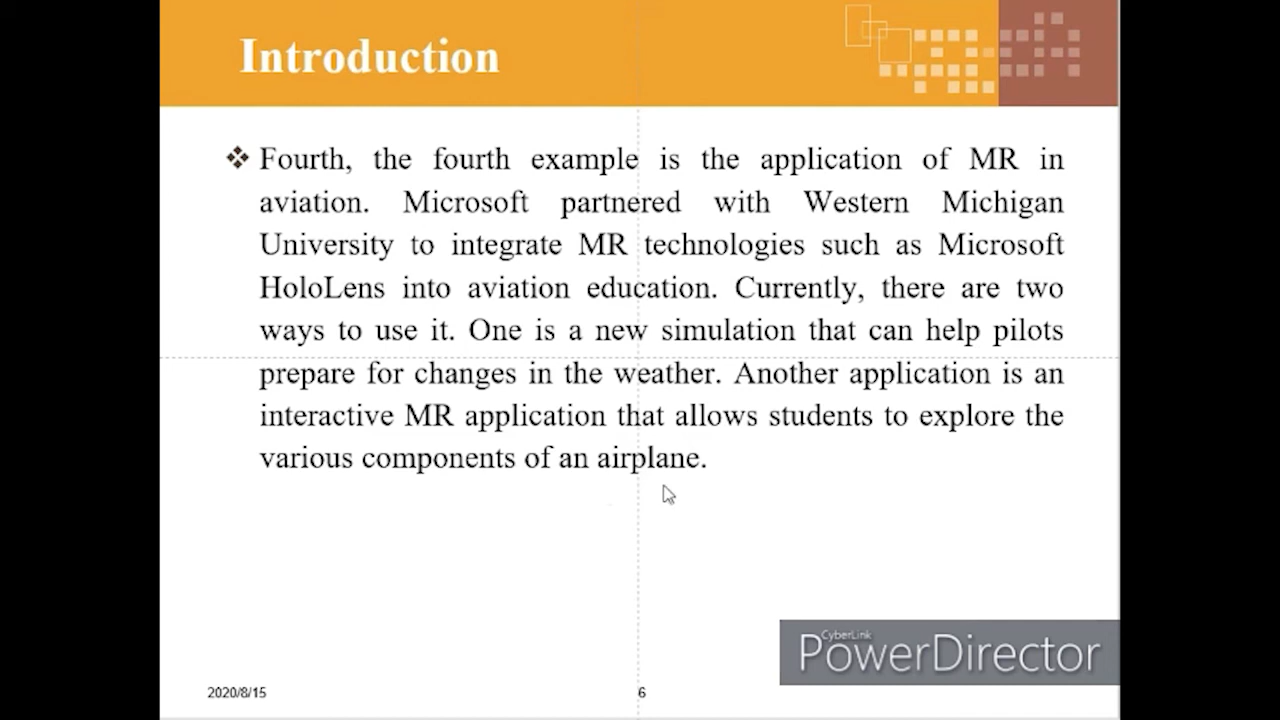 Introduction
❖ Fourth, the fourth example is the application of MR in
aviation. Microsoft partnered with Western Michigan
University to integrate MR technologies such as Microsoft
HoloLens into aviation education. Currently, there are two
ways to use it. One is a new simulation that can help pilots
prepare for changes in the weather. Another application is an
interactive MR application that allows students to explore the
various components of an airplane.
CyberLink
PowerDirector
2020/8/15
6